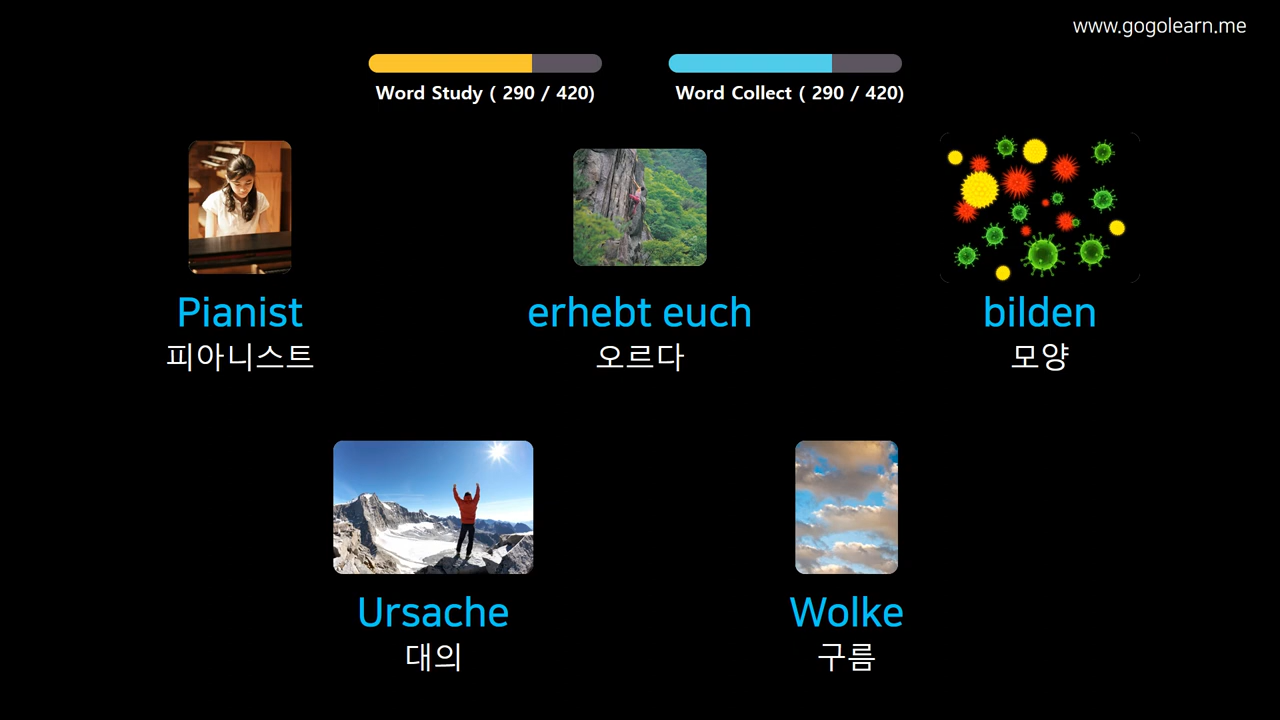 www.gogolearn.me
Word Study ( 290 / 420)
Word Collect ( 290 / 420)
Pianist
피아니스트
erhebt euch
오르다
bilden
모양
Ursache
대의
Wolke
구름